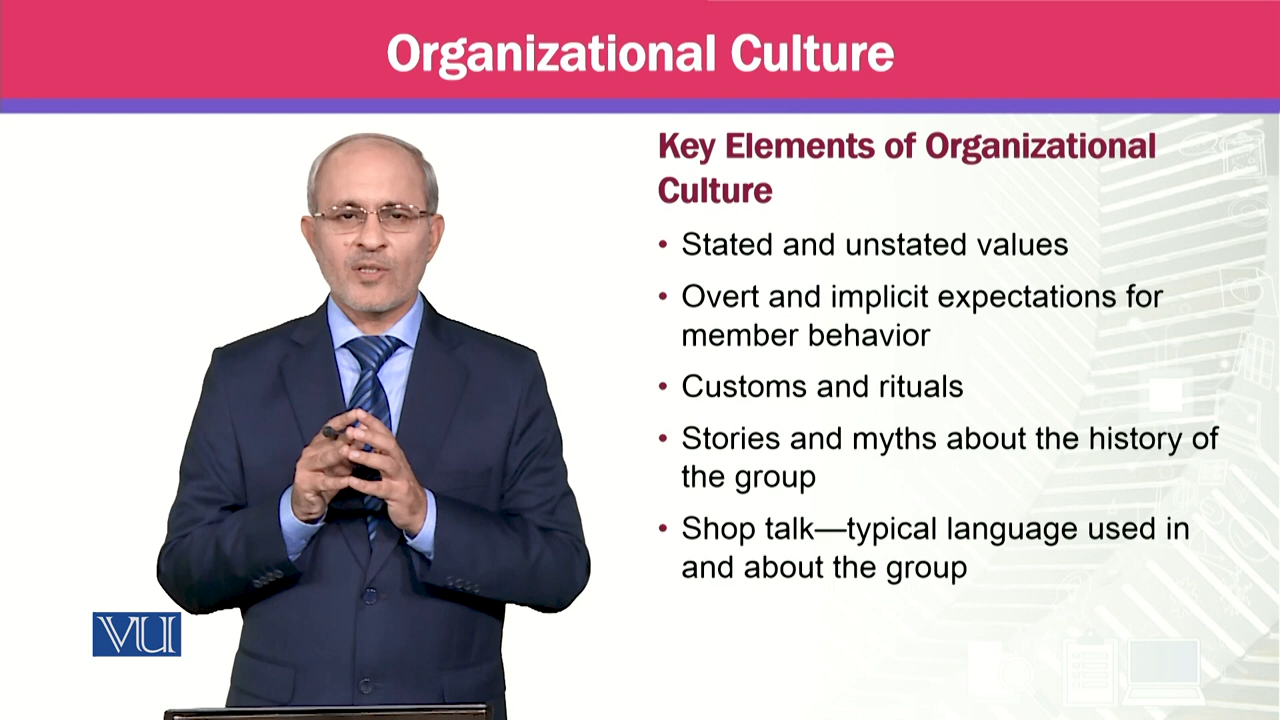 Organizational Culture
Key Elements of Organizational
Culture
• Stated and unstated values
• Overt and implicit expectations for
member behavior
• Customs and rituals
• Stories and myths about the history of
the group
• Shop talk—typical language used in
and about the group
VU